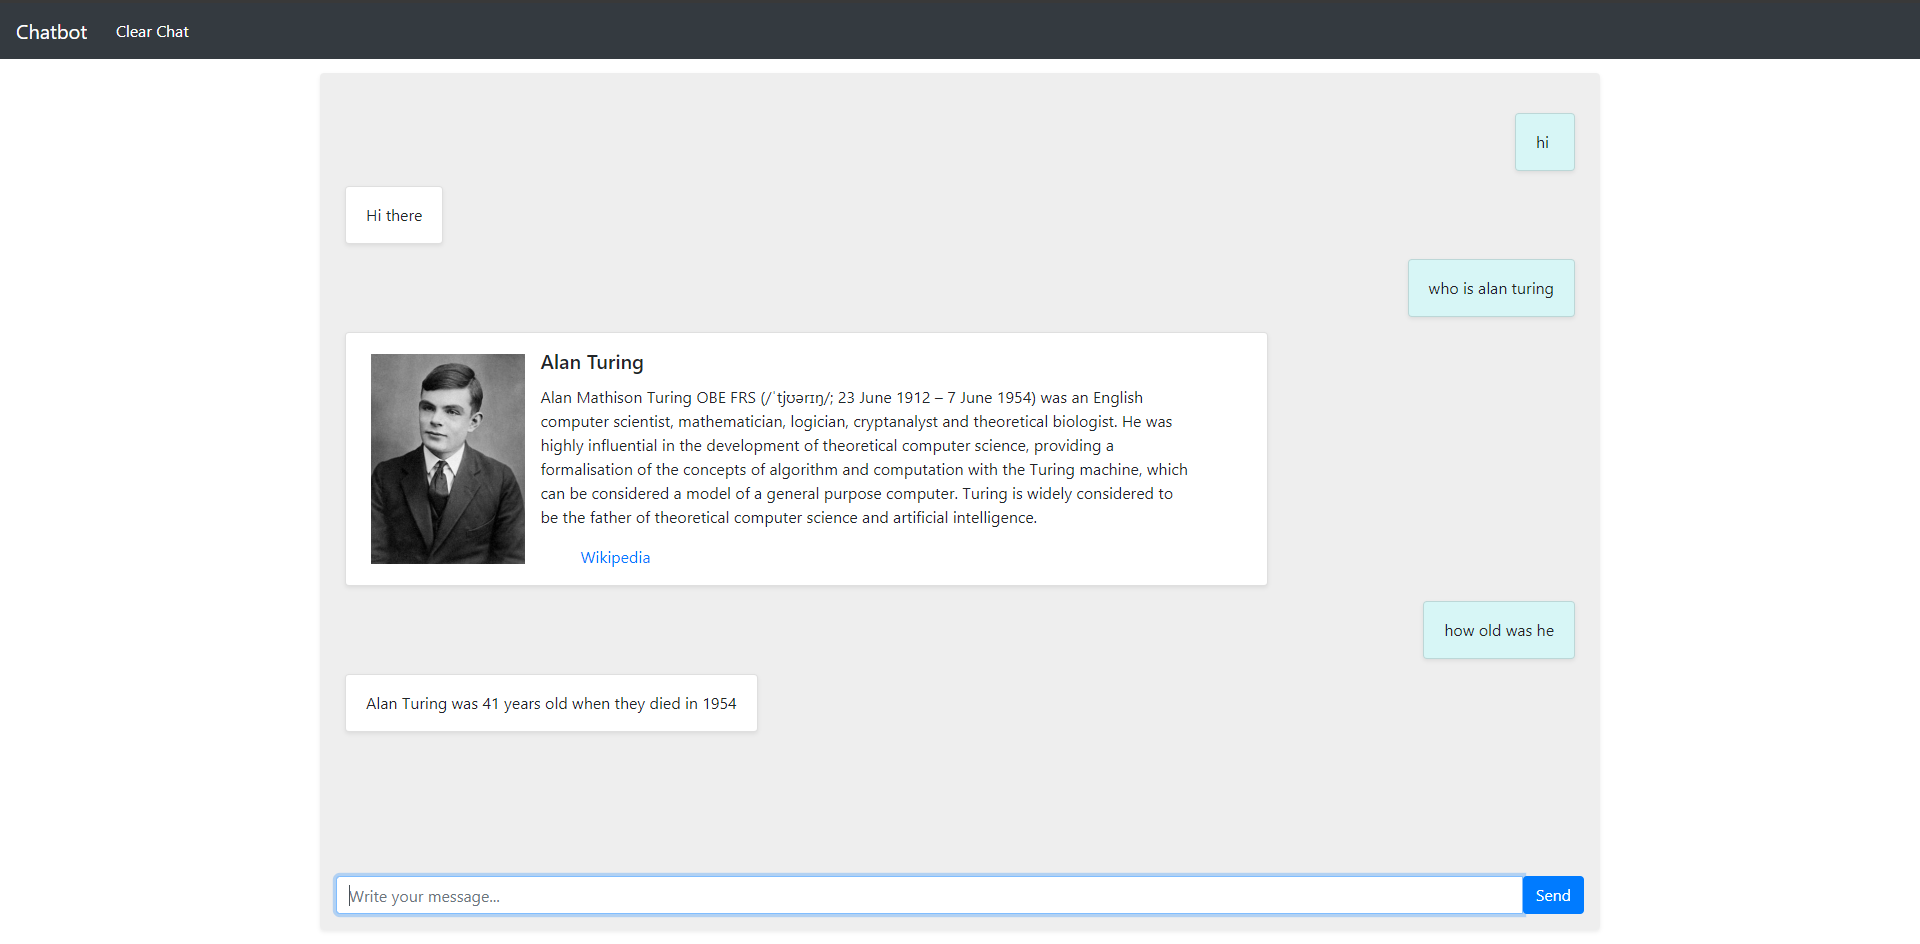 Chatbot Clear Chat
hi
Hi there
who is alan turing
Alan Turing
Alan Mathison Turing OBE FRS (/ˈtjʊərɪŋ/; 23 June 1912 – 7 June 1954) was an English
computer scientist, mathematician, logician, cryptanalyst and theoretical biologist. He was
highly influential in the development of theoretical computer science, providing a
formalisation of the concepts of algorithm and computation with the Turing machine, which
can be considered a model of a general purpose computer. Turing is widely considered to
be the father of theoretical computer science and artificial intelligence.
Wikipedia
how old was he
Alan Turing was 41 years old when they died in 1954
Write your message... Send